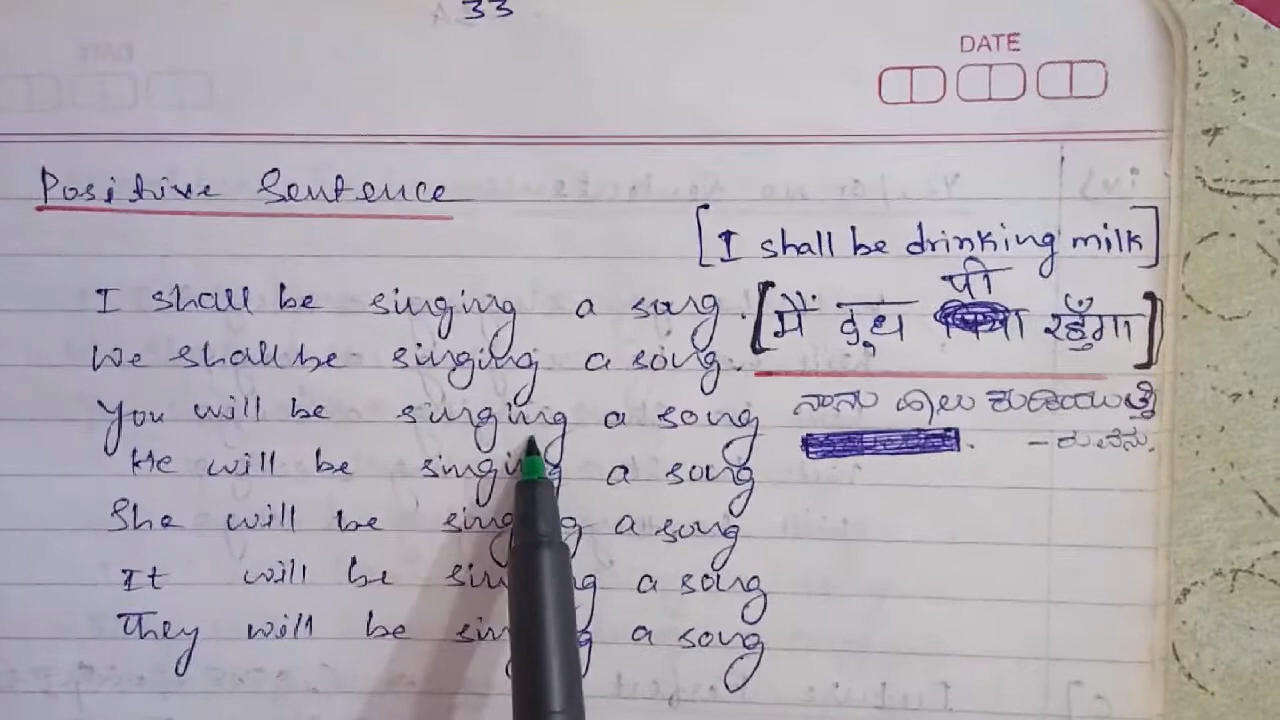 33
DATE
Positive Sentence
[I shall be drinking milk]
I shall be singing a song. [मैं दूध पी रहूँगा]
We shall be singing a song.
You will be singing a song ನಾನು ಹಾಲು ಕುಡಿಯುತ್ತಿ
He will be singing a song - ರುವೆನು.
She will be singing a song
It will be singing a song
They will be singing a song